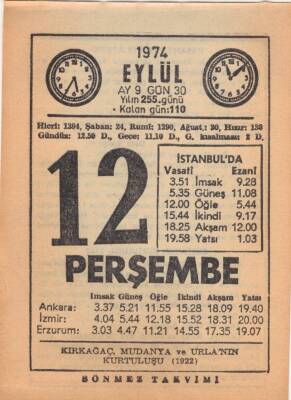 1974
EYLÜL
AY 9 GÜN 30
Yılın 255. günü
• Kalan gün: 110
Hicrî: 1394, Şaban: 24, Rumî: 1390, Ağust.: 30, Hızır: 130
Gündüz: 12.50 D., Gece: 11.10 D., G. kısalması: 2 D.
12
İSTANBUL'DA
Vasatî Ezanî
3.51 İmsak 9.28
5.35 Güneş 11.08
12.00 Öğle 5.44
15.44 İkindi 9.17
18.25 Akşam 12.00
19.58 Yatsı 1.03
PERŞEMBE
Imsak Güneş Öğle İkindi Akşam Yatsı
Ankara: 3.37 5.21 11.55 15.28 18.09 19.40
İzmir: 4.04 5.44 12.18 15.52 18.31 20.00
Erzurum: 3.03 4.47 11.21 14.55 17.35 19.07
KIRKAĞAÇ, MUDANYA ve URLA'NIN
KURTULUŞU (1922)
SÖNMEZ TAKVİMİ